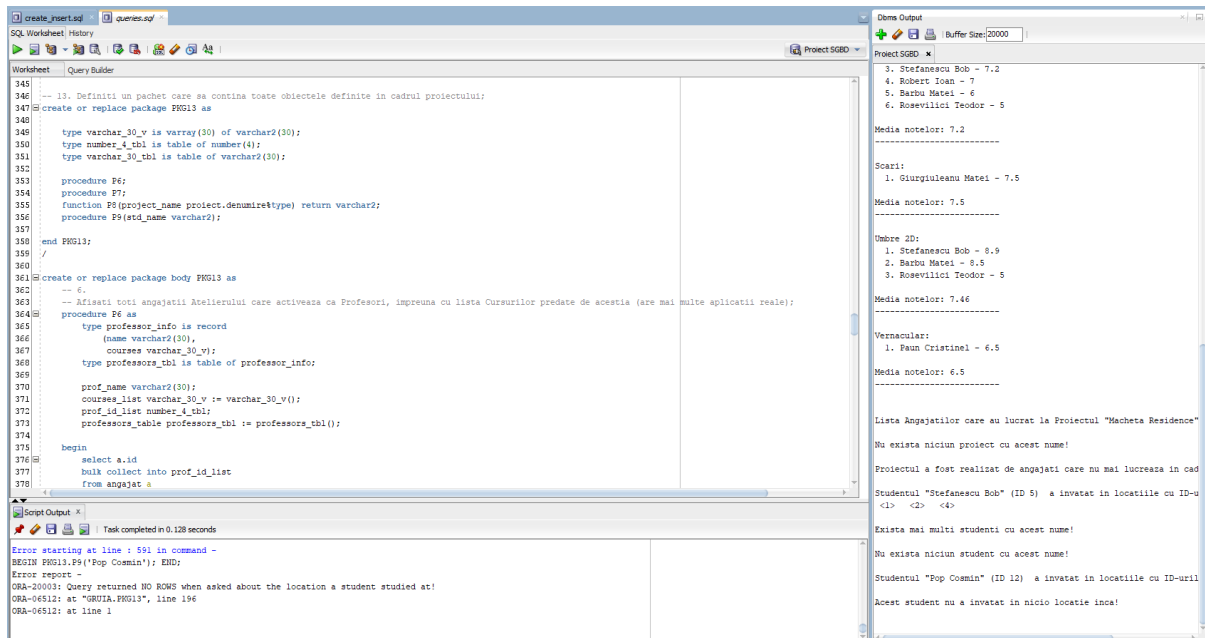 create_insert.sql
queries.sql
SQL Worksheet History
Proiect SGBD
Worksheet Query Builder
345
346 -- 13. Definiti un pachet care sa contina toate obiectele definite in cadrul proiectului;
347 create or replace package PKG13 as
348
349 type varchar_30_v is varray(30) of varchar2(30);
350 type number_4_tbl is table of number(4);
351 type varchar_30_tbl is table of varchar2(30);
352
353 procedure P6;
354 procedure P7;
355 function P8(project_name proiect.denumire%type) return varchar2;
356 procedure P9(std_name varchar2);
357
358 end PKG13;
359 /
360
361 create or replace package body PKG13 as
362 -- 6.
363 -- Afisati toti angajatii Atelierului care activeaza ca Profesori, impreuna cu lista Cursurilor predate de acestia (are mai multe aplicatii reale);
364 procedure P6 as
365 type professor_info is record
366 (name varchar2(30),
367 courses varchar_30_v);
368 type professors_tbl is table of professor_info;
369
370 prof_name varchar2(30);
371 courses_list varchar_30_v := varchar_30_v();
372 prof_id_list number_4_tbl;
373 professors_table professors_tbl := professors_tbl();
374
375 begin
376 select a.id
377 bulk collect into prof_id_list
378 from angajat a
Script Output
Task completed in 0.128 seconds
Error starting at line : 591 in command -
BEGIN PKG13.P9('Pop Cosmin'); END;
Error report -
ORA-20003: Query returned NO ROWS when asked about the location a student studied at!
ORA-06512: at "GRUIA.PKG13", line 196
ORA-06512: at line 1
Dbms Output
Buffer Size: 20000
Proiect SGBD
3. Stefanescu Bob - 7.2
4. Robert Ioan - 7
5. Barbu Matei - 6
6. Rosevilici Teodor - 5
Media notelor: 7.2
-------------------------
Scari:
1. Giurgiuleanu Matei - 7.5
Media notelor: 7.5
-------------------------
Umbre 2D:
1. Stefanescu Bob - 8.9
2. Barbu Matei - 8.5
3. Rosevilici Teodor - 5
Media notelor: 7.46
-------------------------
Vernacular:
1. Paun Cristinel - 6.5
Media notelor: 6.5
-------------------------
Lista Angajatilor care au lucrat la Proiectul "Macheta Residence"
Nu exista niciun proiect cu acest nume!
Proiectul a fost realizat de angajati care nu mai lucreaza in cad
Studentul "Stefanescu Bob" (ID 5) a invatat in locatiile cu ID-u
<1> <2> <4>
Exista mai multi studenti cu acest nume!
Nu exista niciun student cu acest nume!
Studentul "Pop Cosmin" (ID 12) a invatat in locatiile cu ID-uril
Acest student nu a invatat in nicio locatie inca!